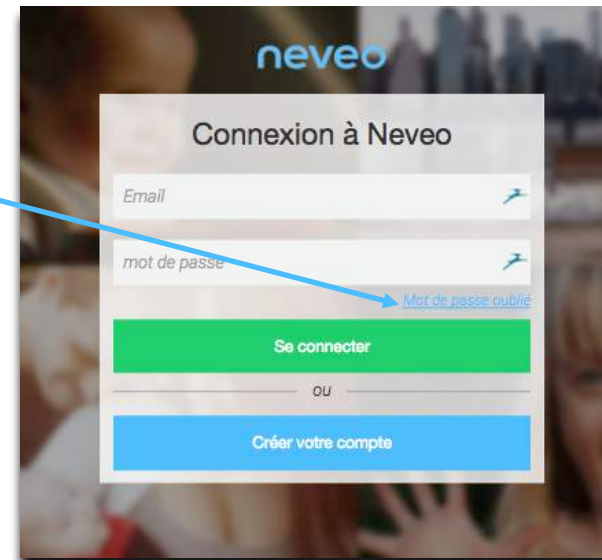 neveo
Connexion à Neveo
Email
mot de passe
Mot de passe oublié
Se connecter
ou
Créer votre compte